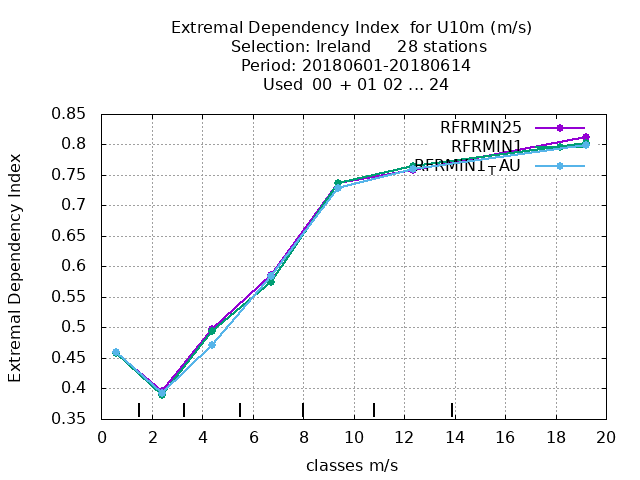 Extremal Dependency Index  for U10m (m/s)
Selection: Ireland     28 stations
Period: 20180601-20180614
Used  00 + 01 02 ... 24
Extremal Dependency Index
0.85
0.8
0.75
0.7
0.65
0.6
0.55
0.5
0.45
0.4
0.35
RFRMIN25
RFRMIN1
RFRMIN1TAU
0 2 4 6 8 10 12 14 16 18 20
classes m/s